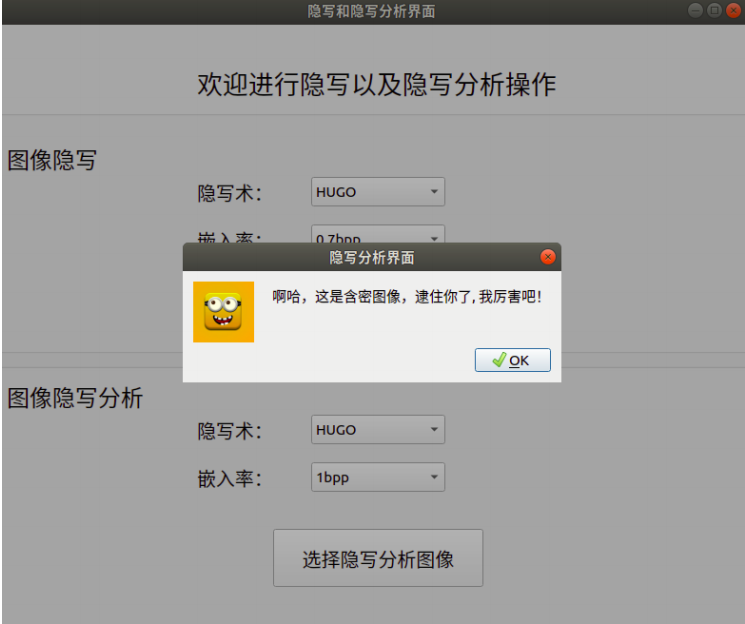 隐写和隐写分析界面
欢迎进行隐写以及隐写分析操作
图像隐写
隐写术: HUGO
嵌入率: 0.7bpp
隐写分析界面
啊哈，这是含密图像，逮住你了,我厉害吧!
OK
图像隐写分析
隐写术: HUGO
嵌入率: 1bpp
选择隐写分析图像